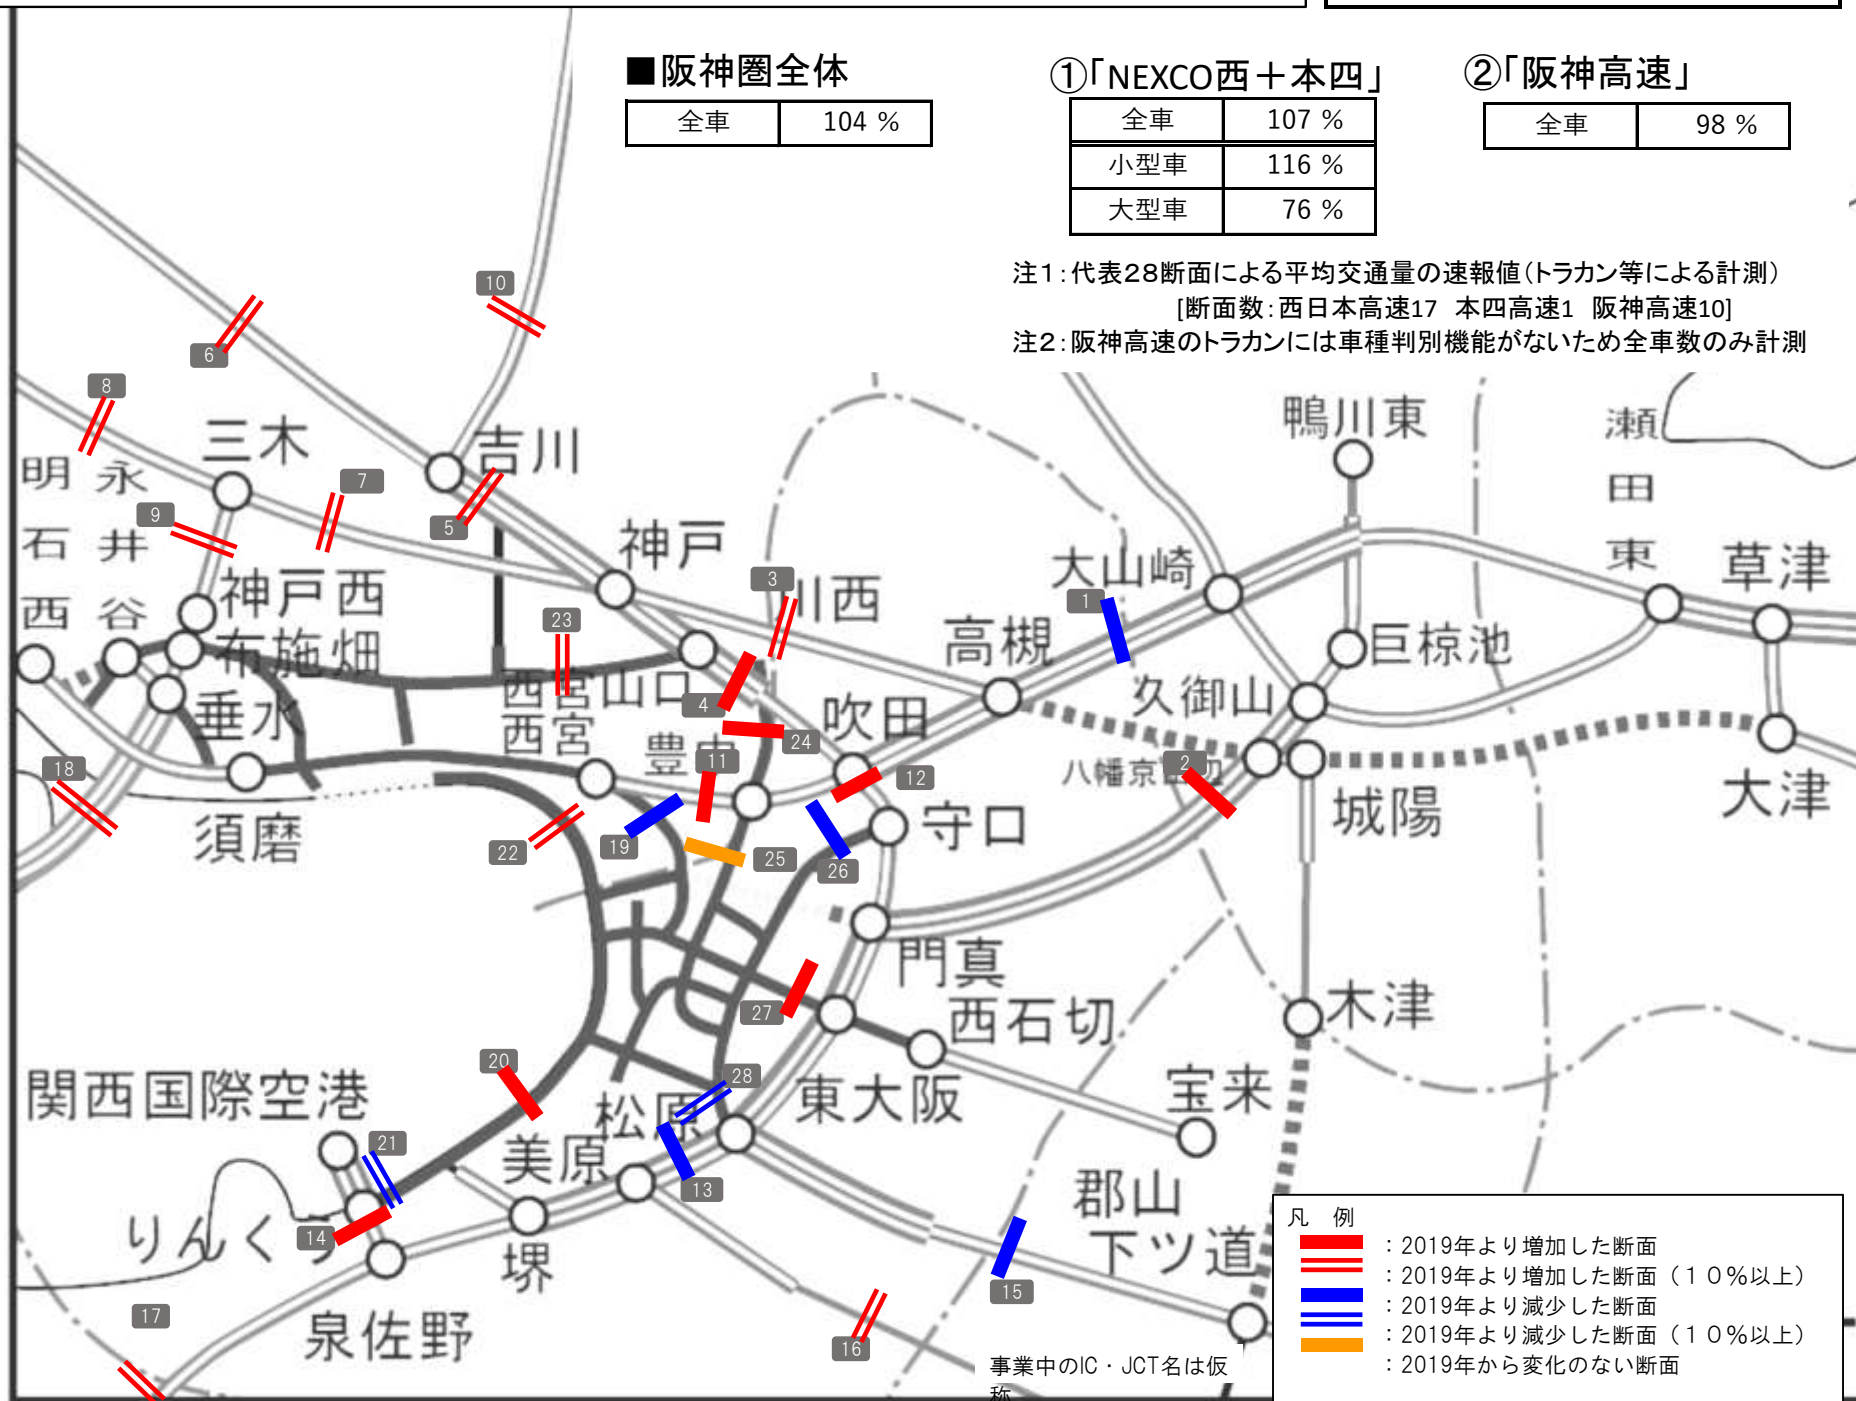 ■阪神圏全体
全車 104 %
①「NEXCO西＋本四」
全車 107 %
小型車 116 %
大型車 76 %
②「阪神高速」
全車 98 %
注1：代表28断面による平均交通量の速報値（トラカン等による計測）
[断面数：西日本高速17 本四高速1 阪神高速10]
注2：阪神高速のトラカンには車種判別機能がないため全車数のみ計測
10
6
8
三木
吉川
鴨川東
瀬田東
明石西
永井谷
7
9
5
神戸
3
川西
大山崎
1
草津
神戸西
布施畑
23
高槻
巨椋池
西宮山口
西宮
4
久御山
垂水
吹田
24
豊中
11
12
18
八幡京田辺
2
大津
須磨
城陽
守口
22
19
25
26
門真
27
西石切
木津
20
28
関西国際空港
松原
東大阪
宝来
21
美原
13
郡山
下ツ道
りんくう
14
堺
15
17
泉佐野
16
事業中のIC・JCT名は仮
称
凡 例
：2019年より増加した断面
：2019年より増加した断面（１０％以上）
：2019年より減少した断面
：2019年より減少した断面（１０％以上）
：2019年から変化のない断面